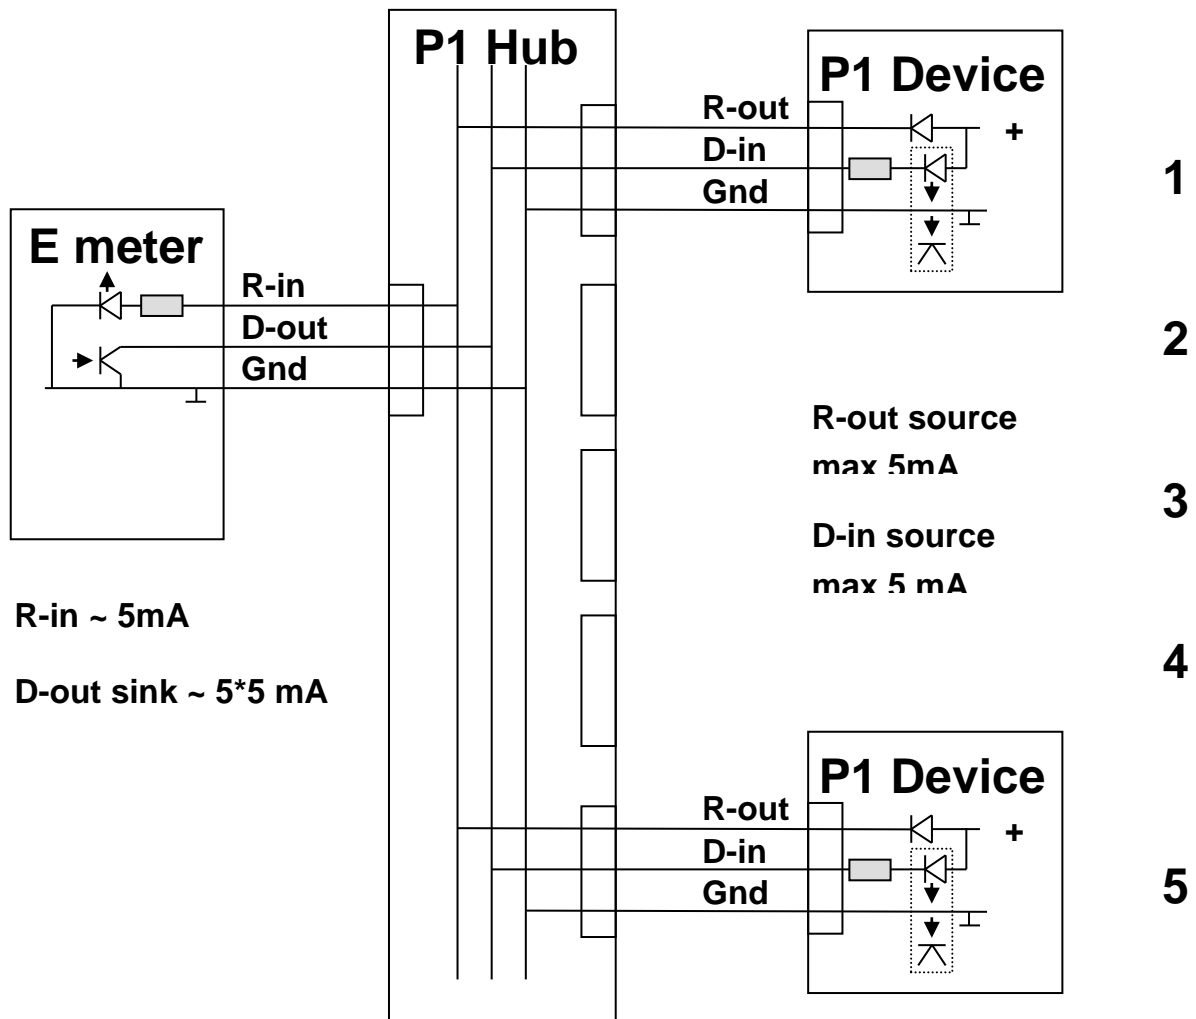 P1 Hub
P1 Device
R-out
+
D-in
Gnd
1
E meter
R-in
D-out
Gnd
2
R-out source
max 5mA
3
D-in source
max 5 mA
R-in ~ 5mA
4
D-out sink ~ 5*5 mA
P1 Device
R-out
+
D-in
Gnd
5